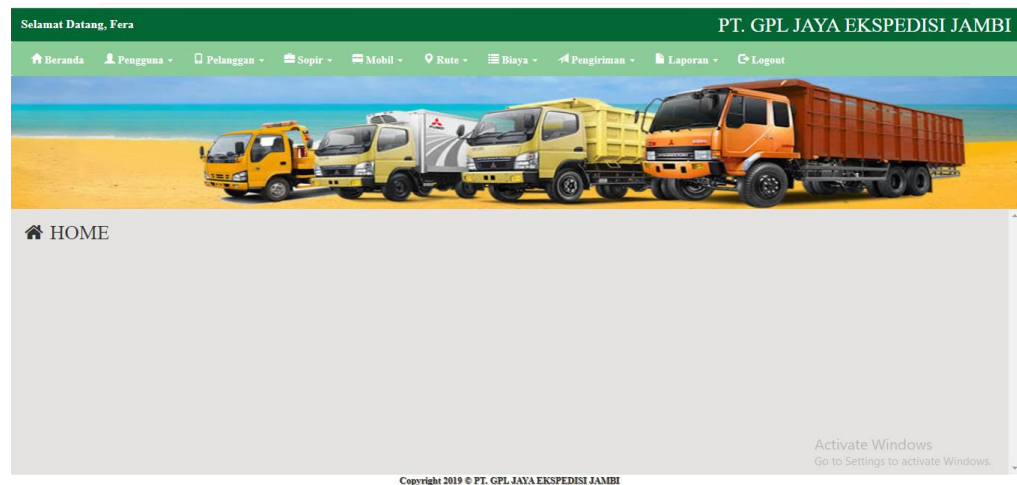 Selamat Datang, Fera
PT. GPL JAYA EKSPEDISI JAMBI
Beranda Pengguna Pelanggan Sopir Mobil Rute Biaya Pengiriman Laporan Logout
HOME
Activate Windows
Go to Settings to activate Windows.
Copyright 2019 © PT. GPL JAYA EKSPEDISI JAMBI